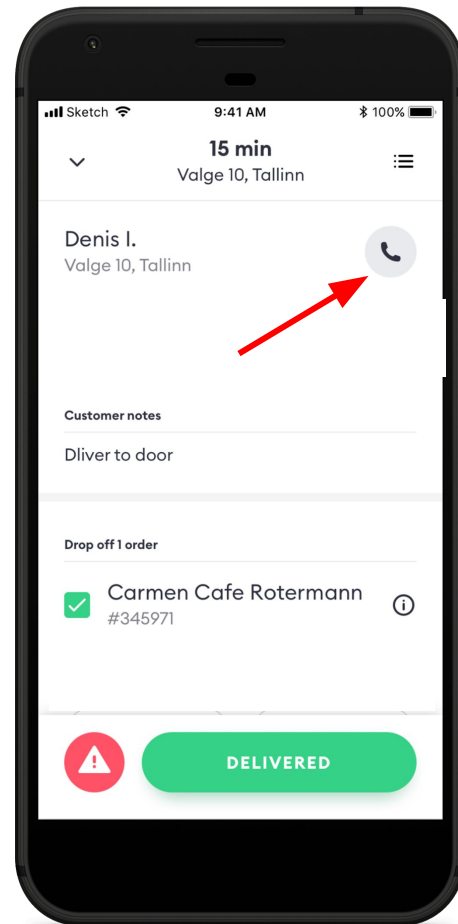 Sketch 9:41 AM 100%
15 min
Valge 10, Tallinn
Denis I.
Valge 10, Tallinn
Customer notes
Dliver to door
Drop off 1 order
Carmen Cafe Rotermann
#345971
DELIVERED